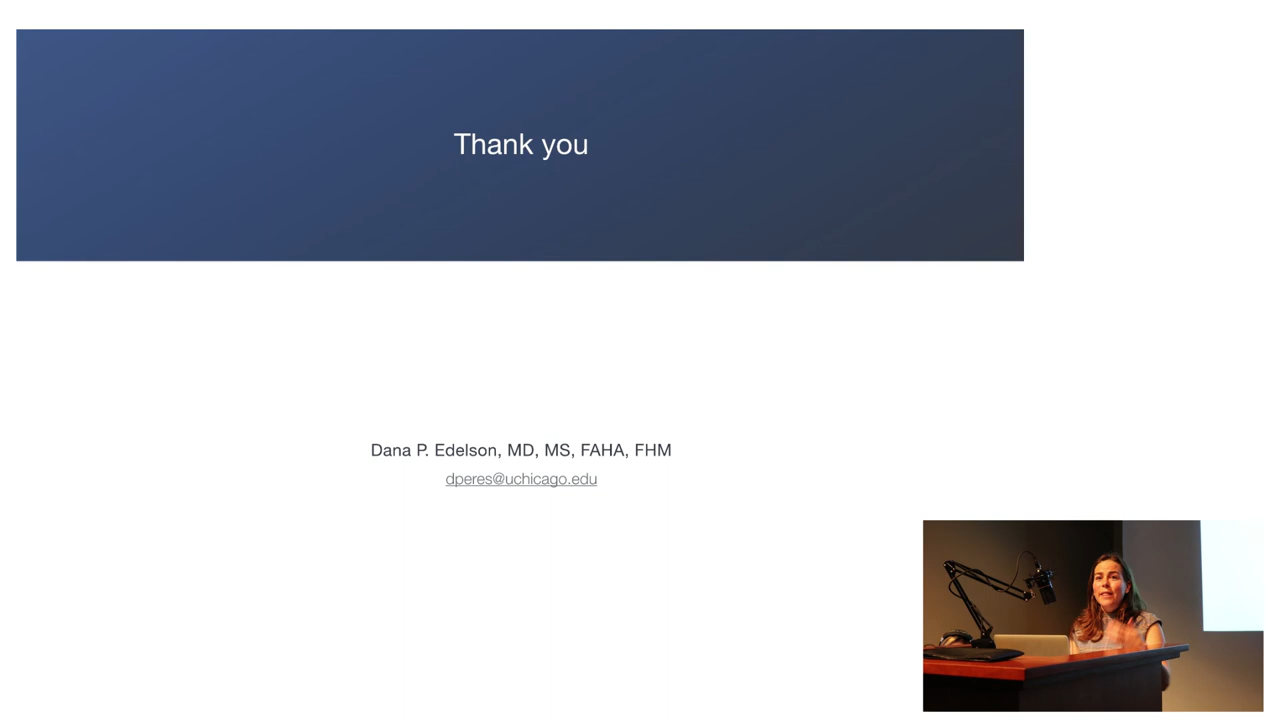 Thank you
Dana P. Edelson, MD, MS, FAHA, FHM
dperes@uchicago.edu